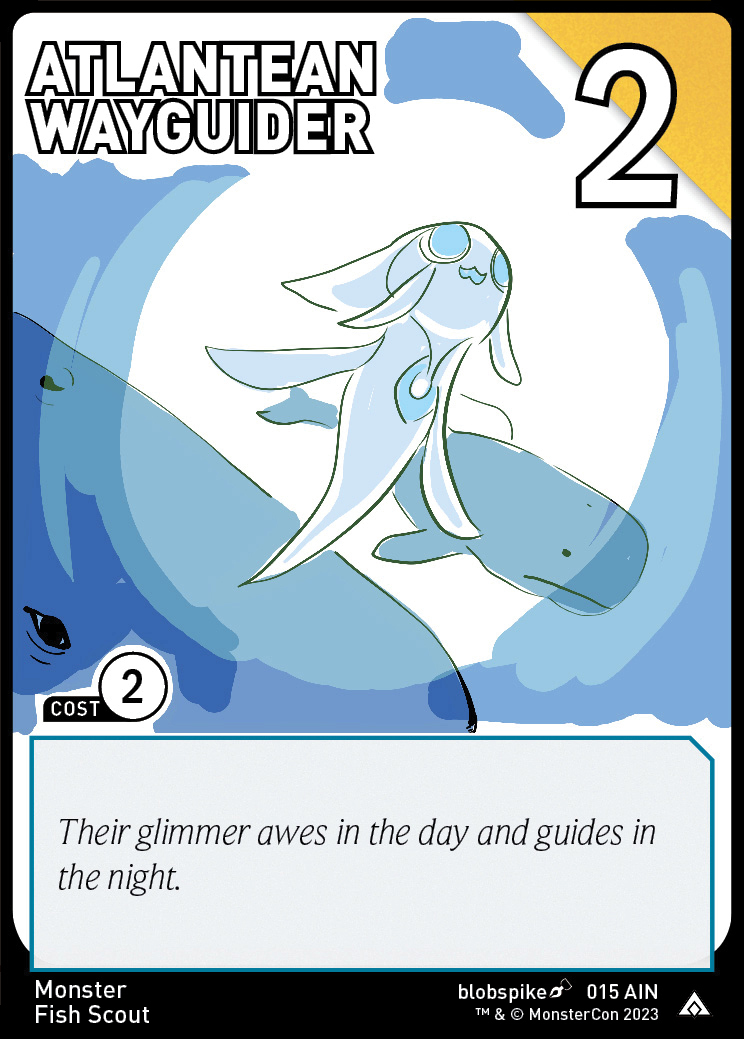 ATLANTEAN
WAYGUIDER
2
COST 2
Their glimmer awes in the day and guides in
the night.
Monster
Fish Scout
blobspike 015 AIN
™ & © MonsterCon 2023